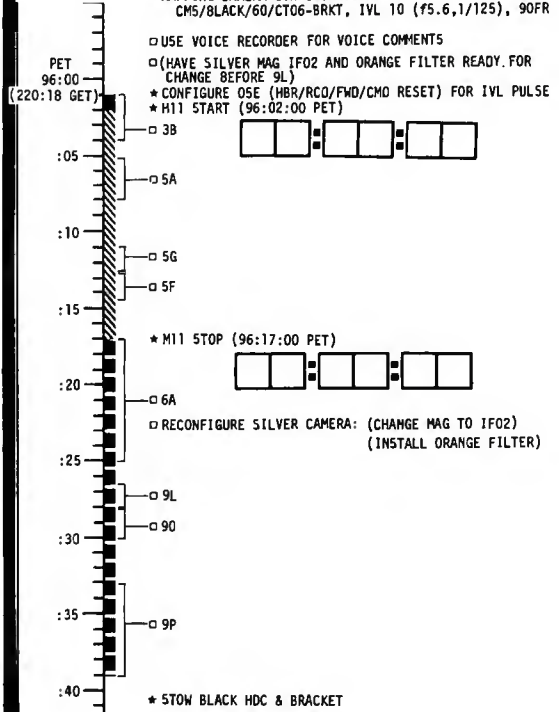 CM5/BLACK/60/CT06-BRKT, IVL 10 (f5.6,1/125), 90FR
□ USE VOICE RECORDER FOR VOICE COMMENTS
PET
96:00
(220:18 GET)
□ (HAVE SILVER MAG IF02 AND ORANGE FILTER READY FOR
CHANGE BEFORE 9L)
* CONFIGURE OSE (HBR/RCO/FWD/CMD RESET) FOR IVL PULSE
* M11 START (96:02:00 PET)
□ 3B
:05
□ 5A
:10
□ 5G
□ 5F
:15
* M11 STOP (96:17:00 PET)
:20
□ 6A
□ RECONFIGURE SILVER CAMERA: (CHANGE MAG TO IF02)
(INSTALL ORANGE FILTER)
:25
□ 9L
□ 9O
:30
:35
□ 9P
:40
* STOW BLACK HDC & BRACKET